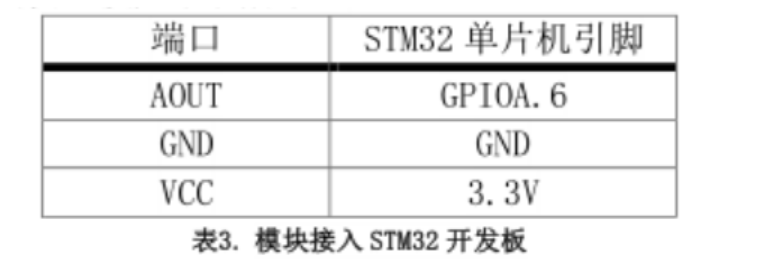 端口 STM32 单片机引脚
AOUT GPIOA.6
GND GND
VCC 3.3V
表3. 模块接入 STM32 开发板